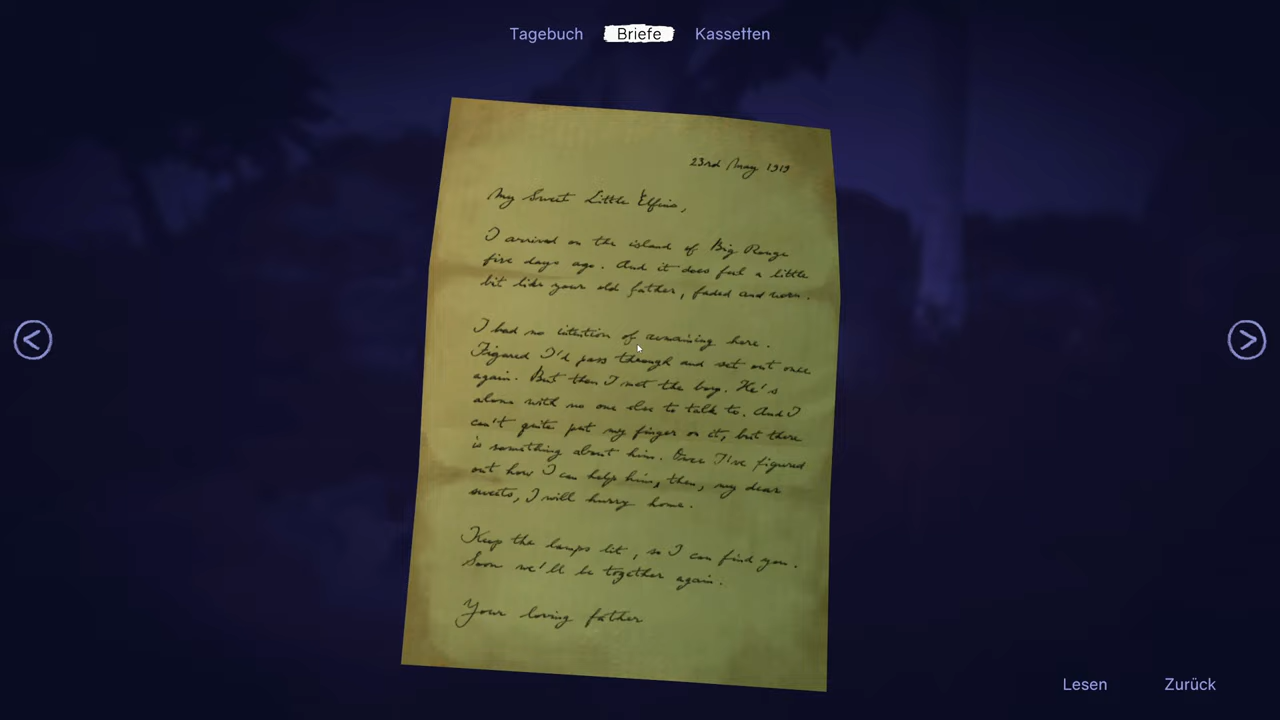 Tagebuch Briefe Kassetten
23rd May 1919
My Sweet Little Elfins,
I arrived on the island of Big Rouge
five days ago. And it does feel a little
bit like your old father, faded and worn.
I had no intention of remaining here.
Figured I'd pass through and set out once
again. But then I met the boy. He's
alone with no one else to talk to. And I
can't quite put my finger on it, but there
is something about him. Once I've figured
out how I can help him, then, my dear
sweets, I will hurry home.
Keep the lamps lit, so I can find you.
Soon we'll be together again.
Your loving father
Lesen Zurück